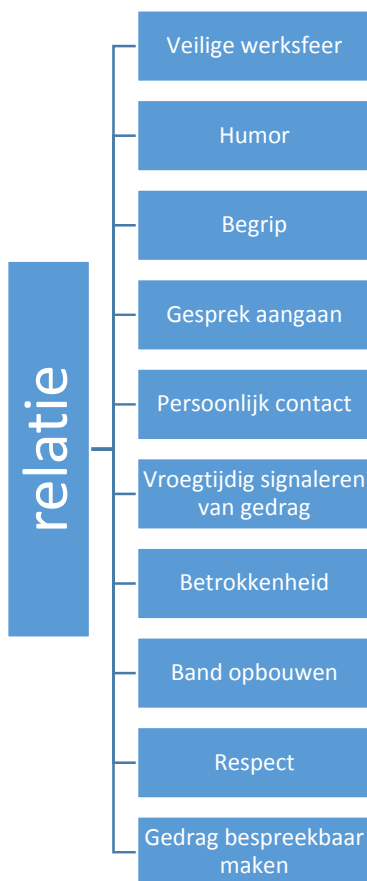 relatie
Veilige werksfeer
Humor
Begrip
Gesprek aangaan
Persoonlijk contact
Vroegtijdig signaleren
van gedrag
Betrokkenheid
Band opbouwen
Respect
Gedrag bespreekbaar
maken